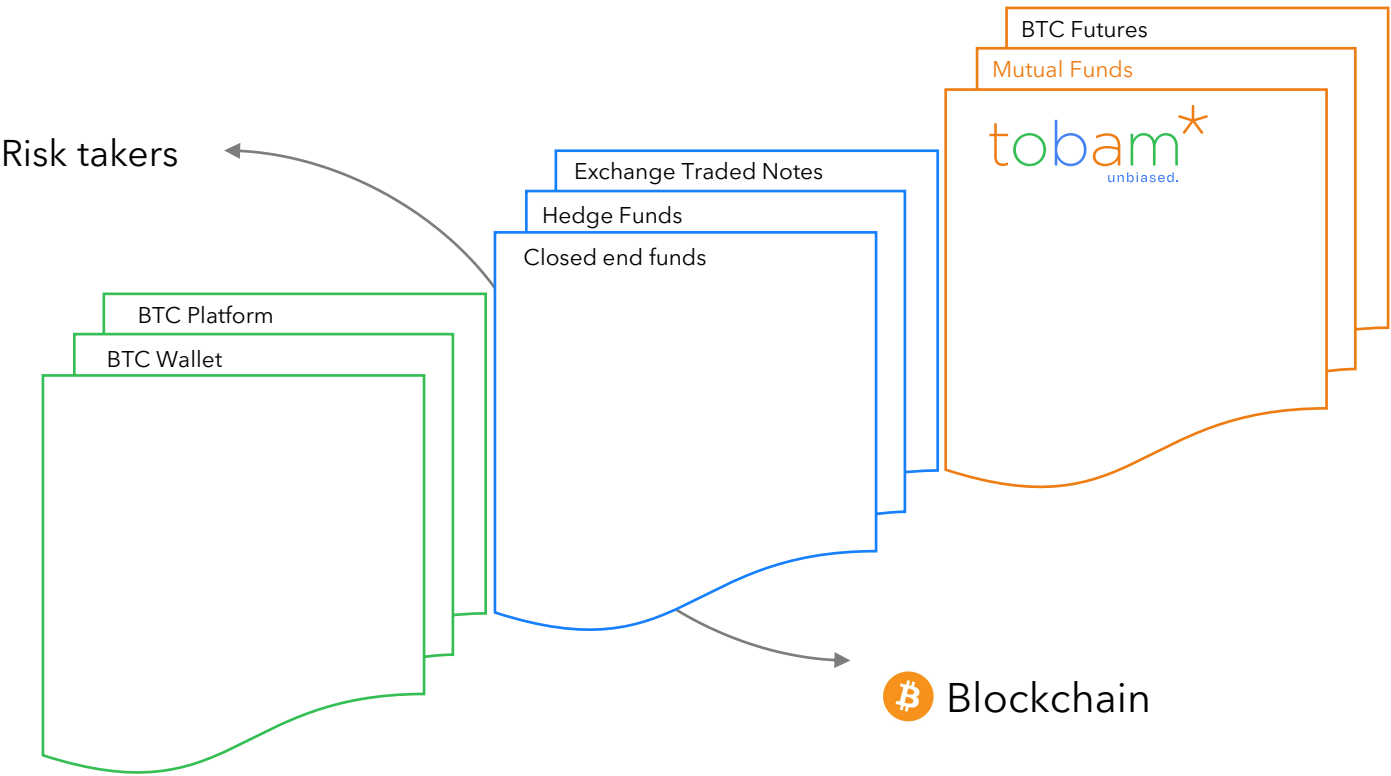 BTC Futures
Mutual Funds
tobam*
unbiased.
Risk takers
Exchange Traded Notes
Hedge Funds
Closed end funds
BTC Platform
BTC Wallet
₿ Blockchain